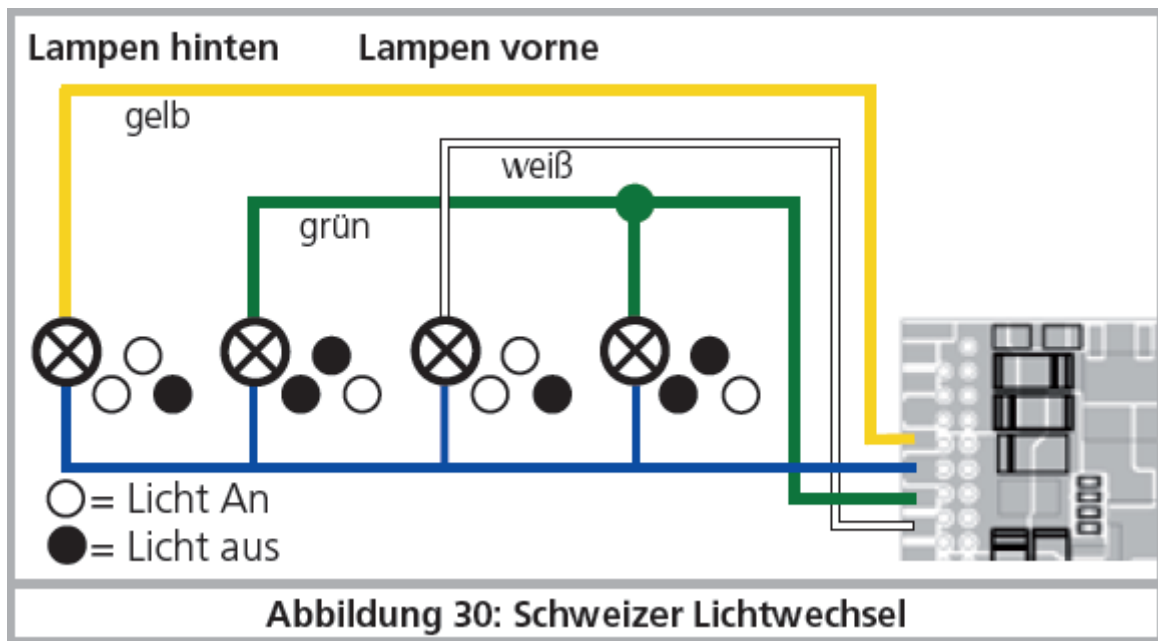 Lampen hinten Lampen vorne
gelb
weiß
grün
= Licht An
= Licht aus
Abbildung 30: Schweizer Lichtwechsel